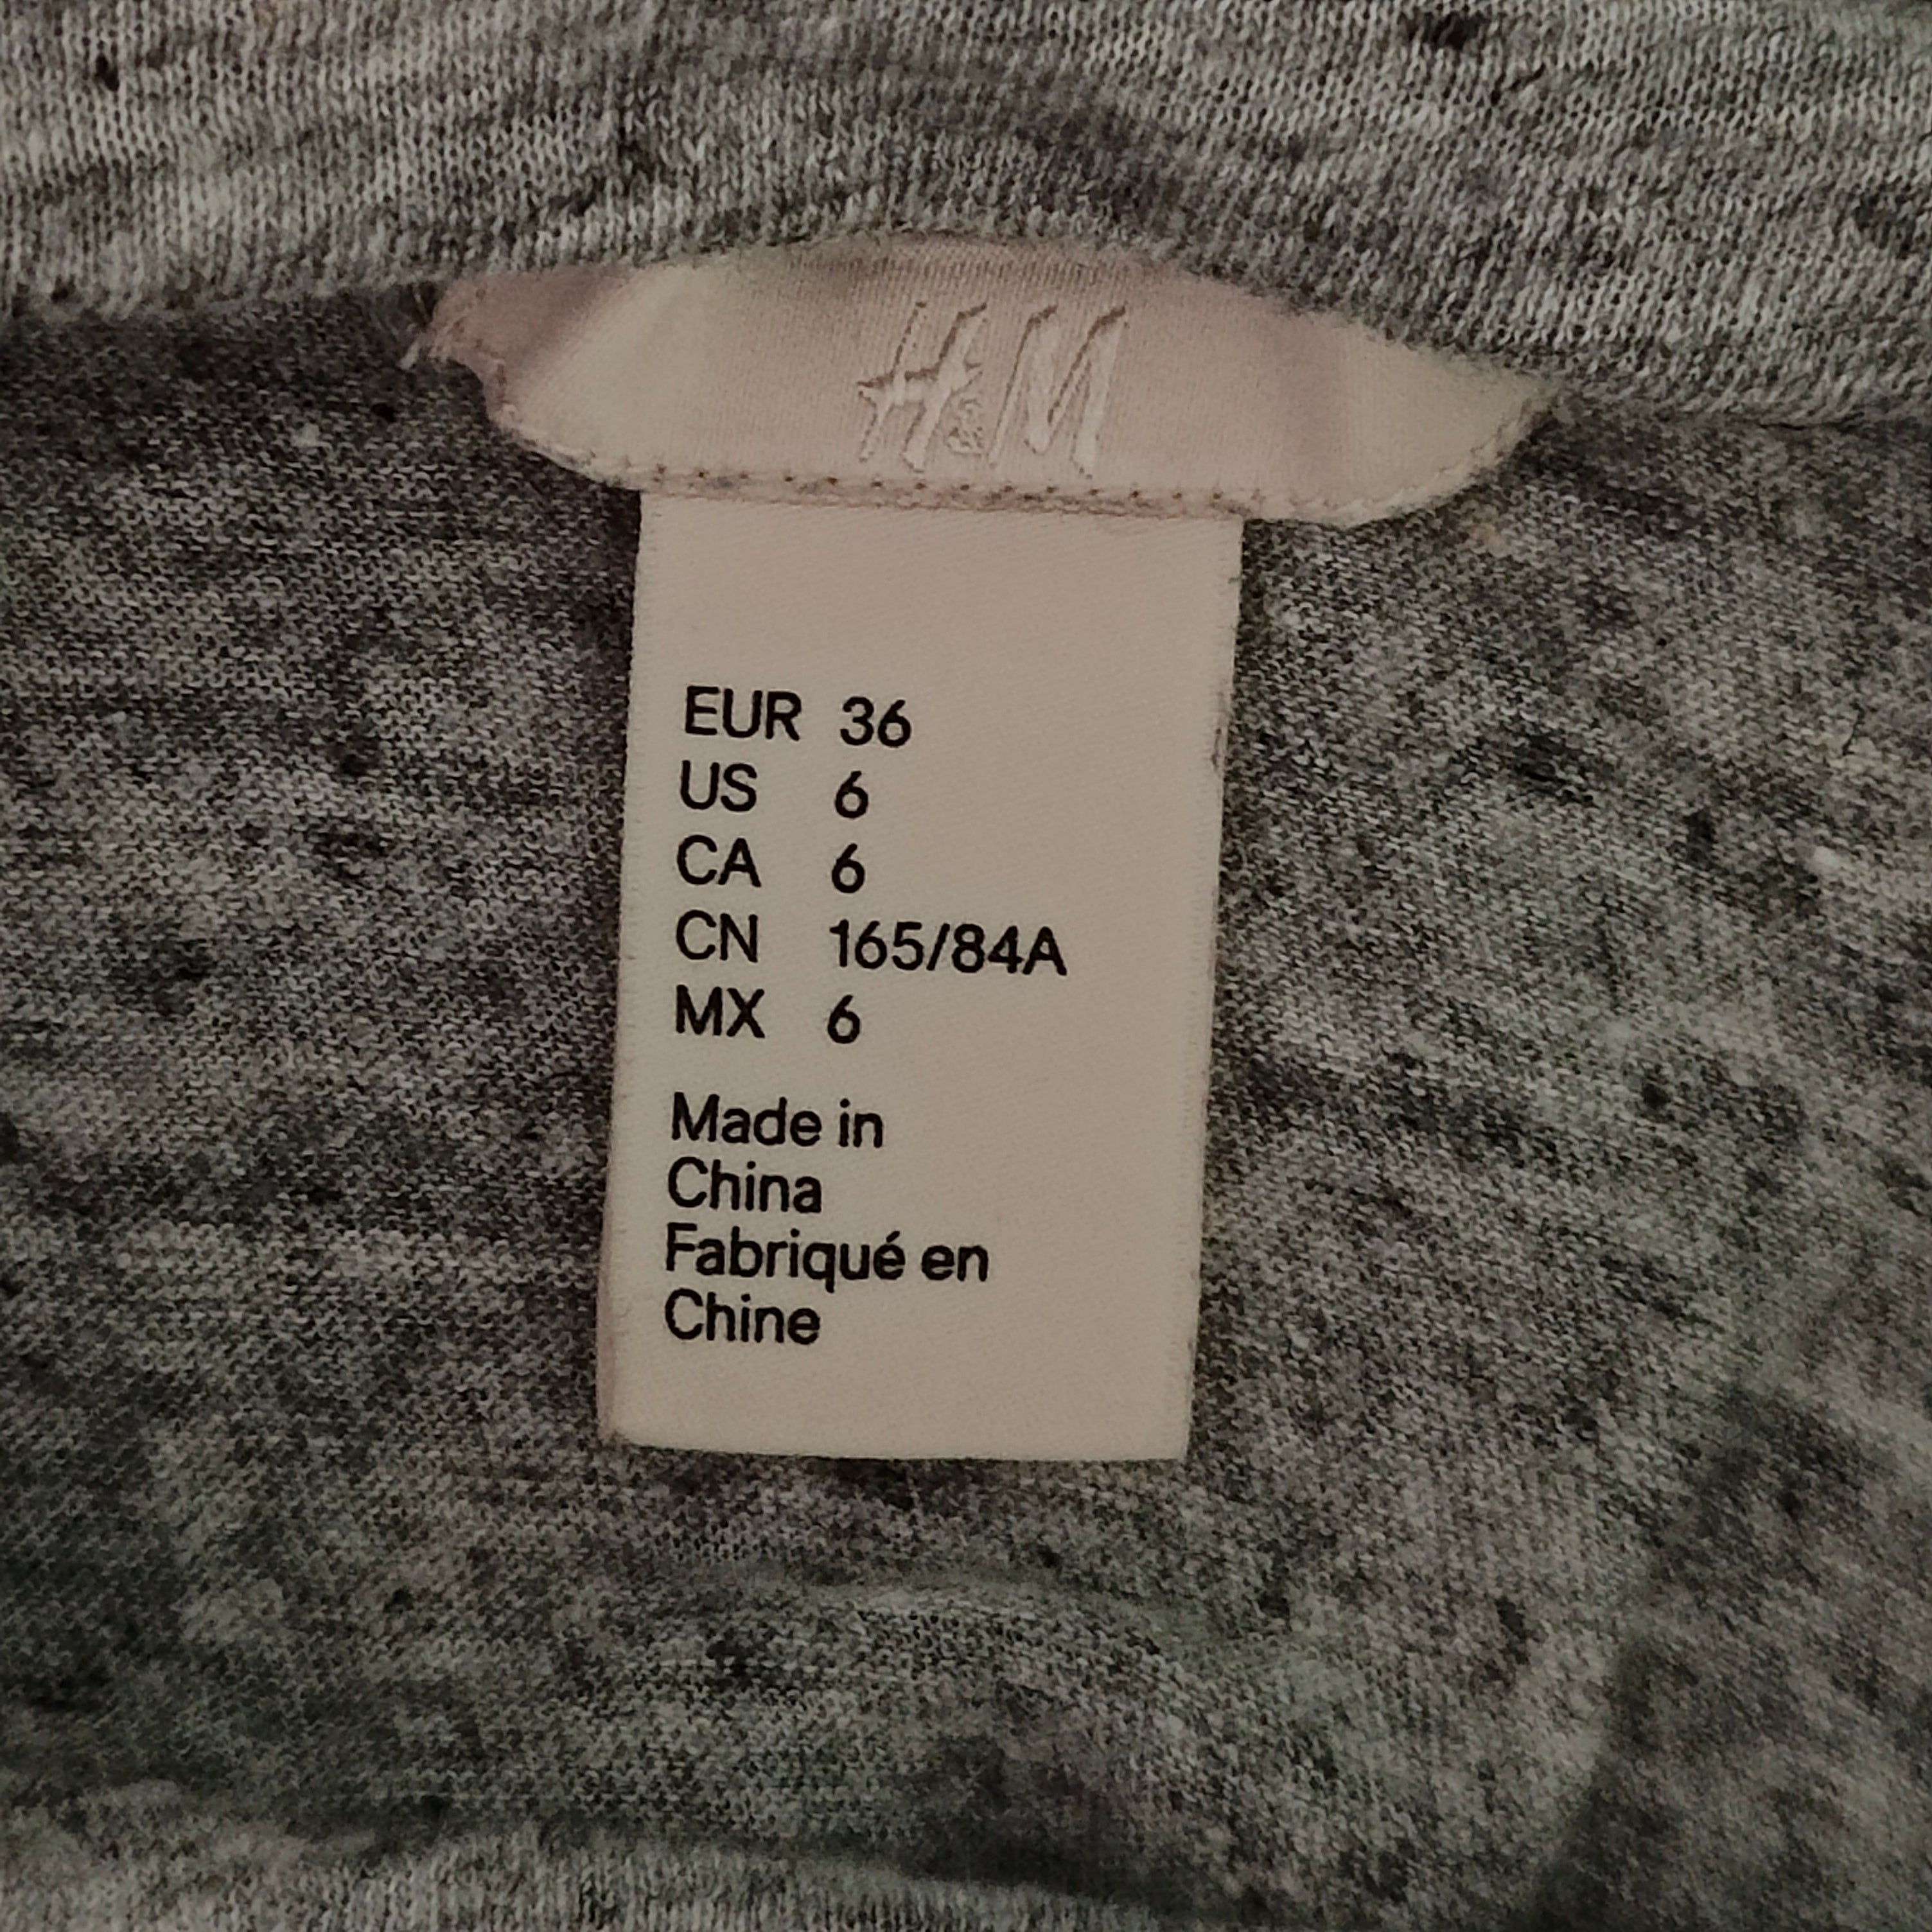 H&M
EUR 36
US 6
CA 6
CN 165/84A
MX 6
Made in
China
Fabriqué en
Chine